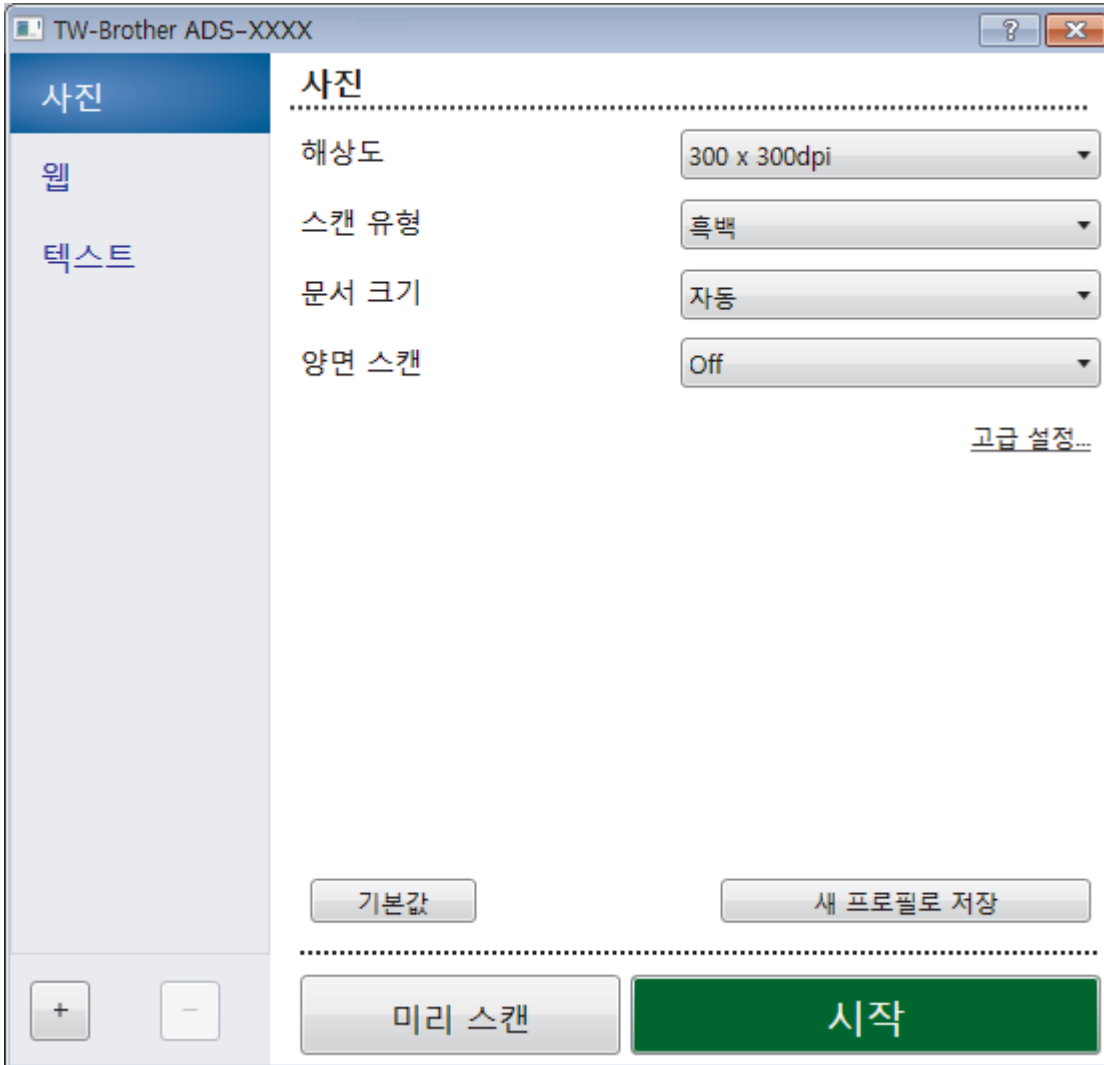 TW-Brother ADS-XXXX
사진
웹
텍스트
사진
해상도 300 x 300dpi
스캔 유형 흑백
문서 크기 자동
양면 스캔 Off
고급 설정...
기본값 새 프로필로 저장
+ − 미리 스캔 시작